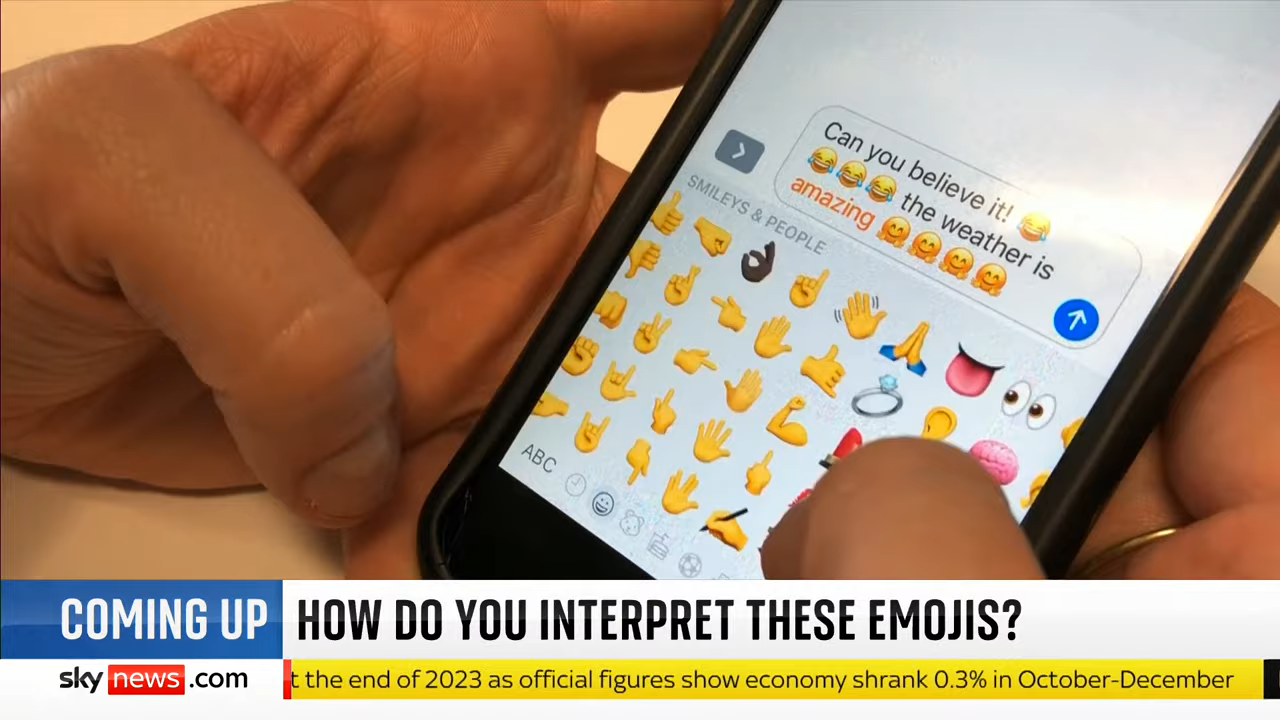 Can you believe it! 😂
😂😂😂 the weather is
amazing 🤗🤗🤗🤗
SMILEYS & PEOPLE
ABC
COMING UP
HOW DO YOU INTERPRET THESE EMOJIS?
sky news.com
t the end of 2023 as official figures show economy shrank 0.3% in October-December